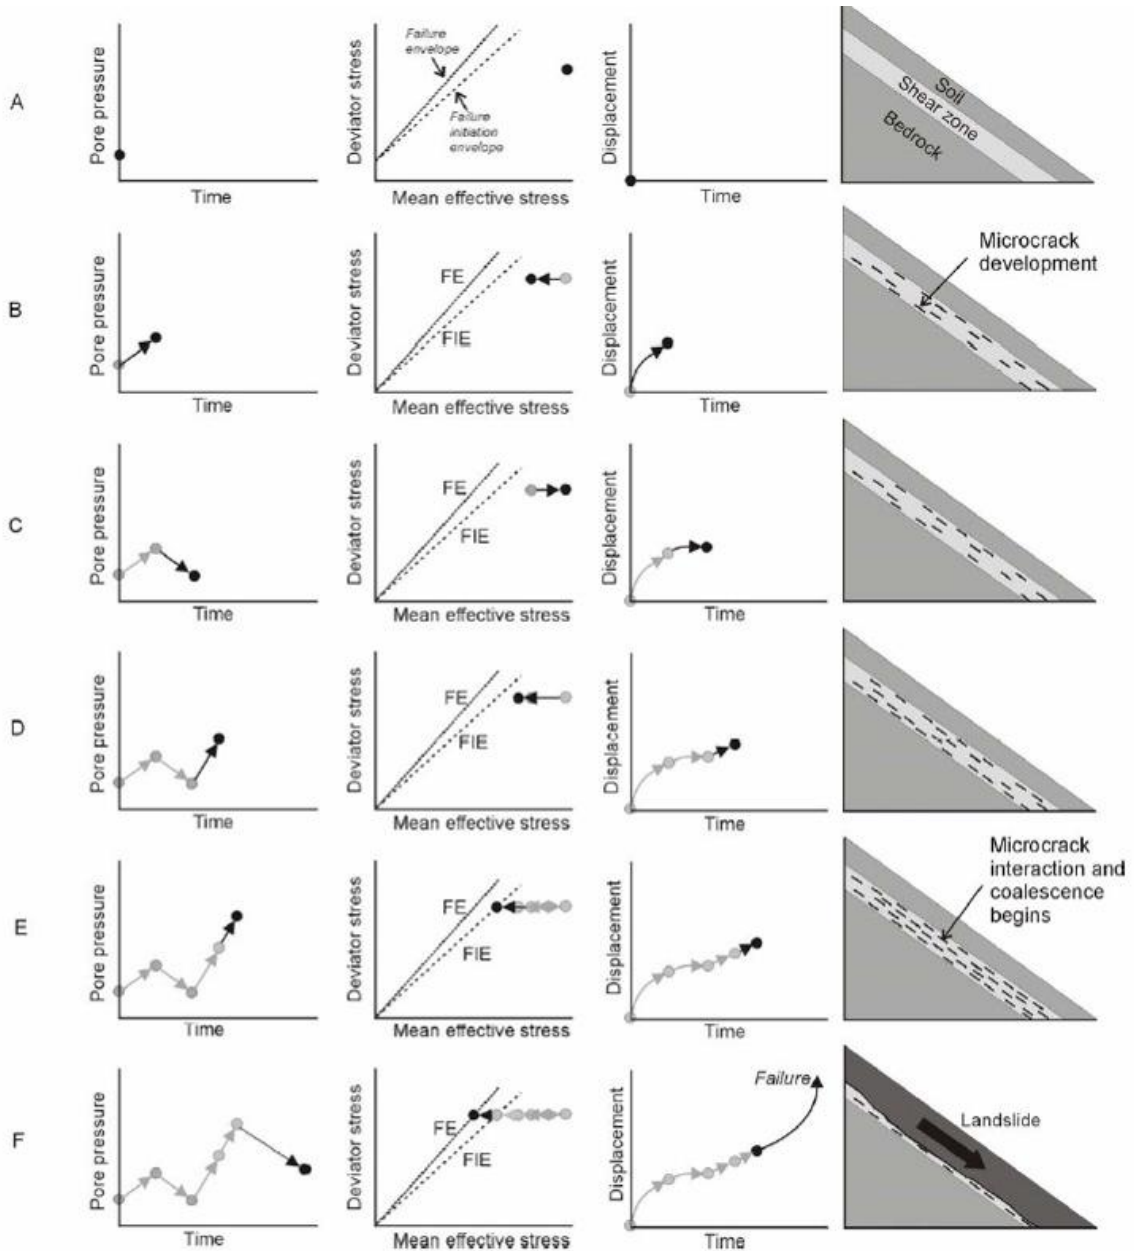 A
Pore pressure
Time
Deviator stress
Failure
envelope
Failure
initiation
envelope
Mean effective stress
Displacement
Time
Soil
Shear zone
Bedrock
B
Pore pressure
Time
Deviator stress
FE
FIE
Mean effective stress
Displacement
Time
Microcrack
development
C
Pore pressure
Time
Deviator stress
FE
FIE
Mean effective stress
Displacement
Time
D
Pore pressure
Time
Deviator stress
FE
FIE
Mean effective stress
Displacement
Time
E
Pore pressure
Time
Deviator stress
FE
FIE
Mean effective stress
Displacement
Time
Microcrack
interaction and
coalescence
begins
F
Pore pressure
Time
Deviator stress
FE
FIE
Mean effective stress
Displacement
Failure
Time
Landslide